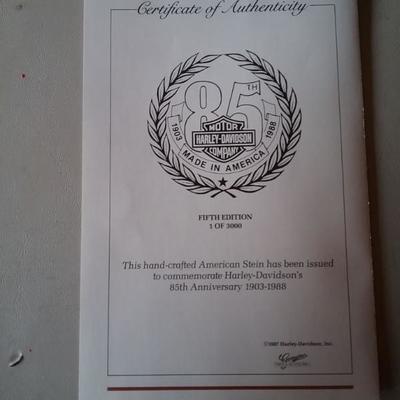 Certificate of Authenticity
85TH
1903 1988
MOTOR
HARLEY-DAVIDSON
COMPANY
MADE IN AMERICA
FIFTH EDITION
1 OF 3000
This hand-crafted American Stein has been issued
to commemorate Harley-Davidson's
85th Anniversary 1903-1988
©1987 Harley-Davidson, Inc.